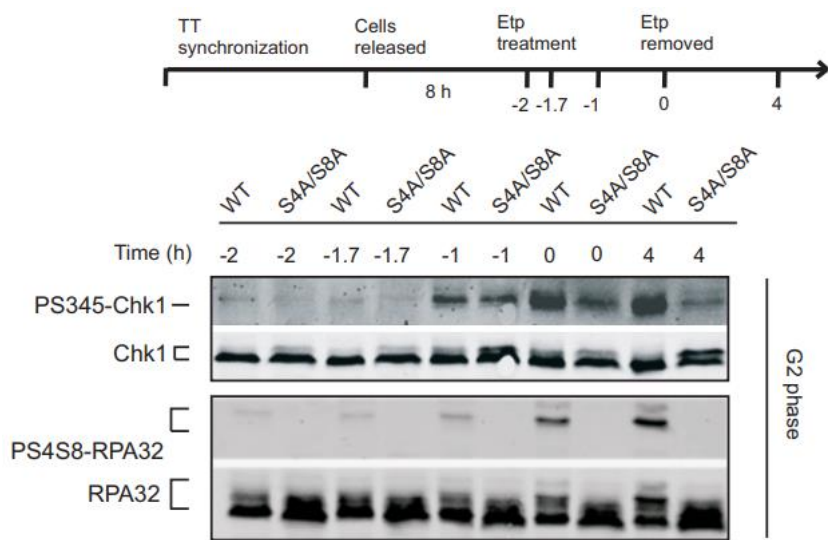 TT
synchronization
Cells
released
Etp
treatment
Etp
removed
8 h
-2
-1.7
-1
0
4
WT
S4A/S8A
WT
S4A/S8A
WT
S4A/S8A
WT
S4A/S8A
WT
S4A/S8A
Time (h)
-2 -2 -1.7 -1.7 -1 -1 0 0 4 4
PS345-Chk1
Chk1
PS4S8-RPA32
RPA32
G2 phase